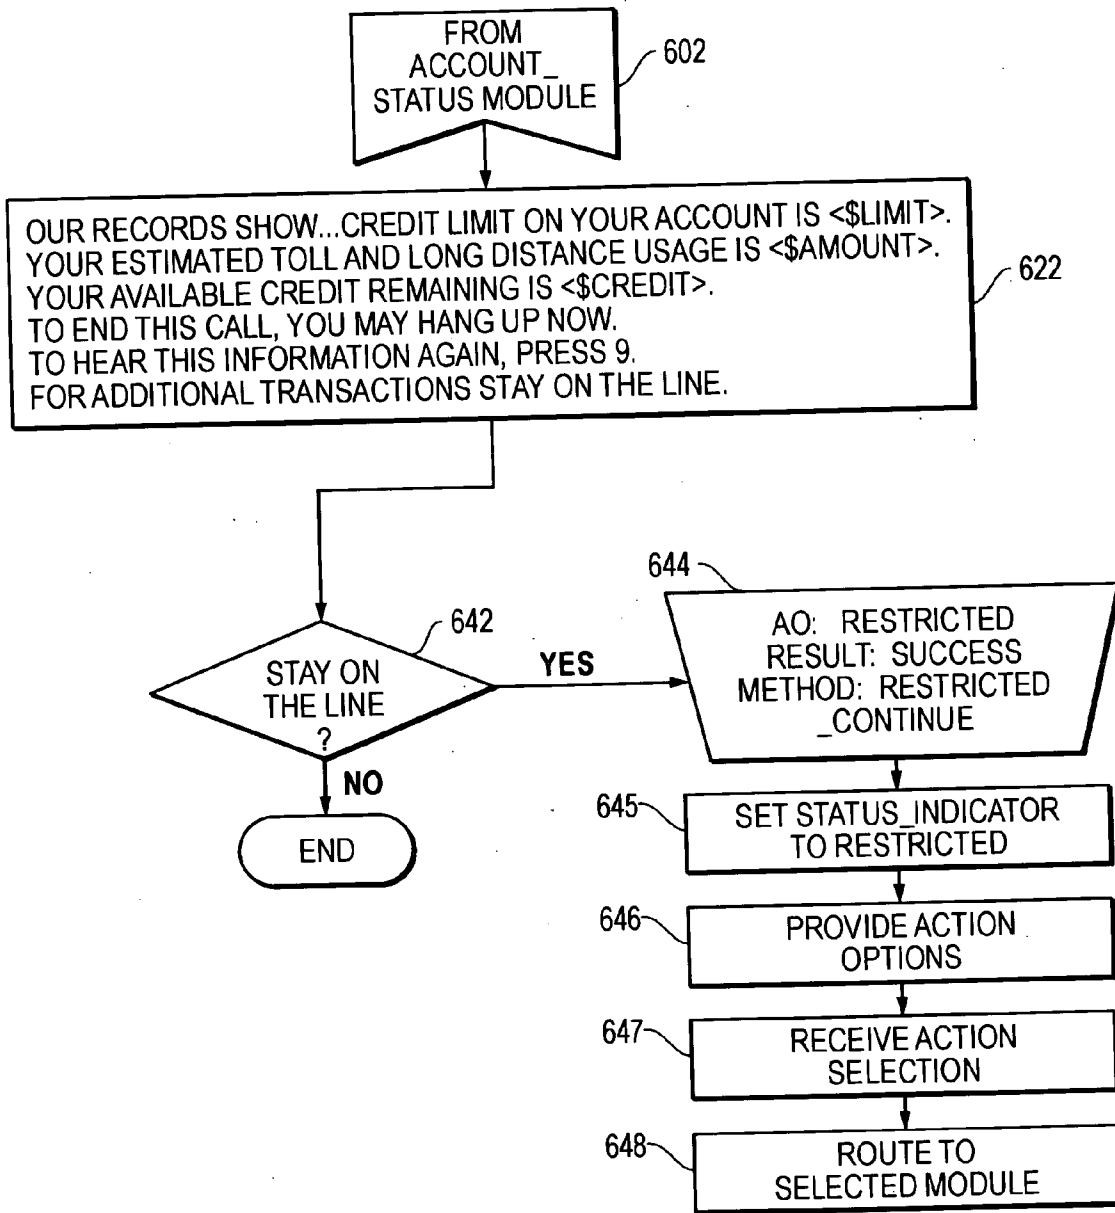 FROM
ACCOUNT_
STATUS MODULE
602
OUR RECORDS SHOW...CREDIT LIMIT ON YOUR ACCOUNT IS <$LIMIT>.
YOUR ESTIMATED TOLL AND LONG DISTANCE USAGE IS <$AMOUNT>.
YOUR AVAILABLE CREDIT REMAINING IS <$CREDIT>.
TO END THIS CALL, YOU MAY HANG UP NOW.
TO HEAR THIS INFORMATION AGAIN, PRESS 9.
FOR ADDITIONAL TRANSACTIONS STAY ON THE LINE.
622
642
STAY ON
THE LINE
?
YES
NO
END
644
AO: RESTRICTED
RESULT: SUCCESS
METHOD: RESTRICTED
_CONTINUE
645
SET STATUS_INDICATOR
TO RESTRICTED
646
PROVIDE ACTION
OPTIONS
647
RECEIVE ACTION
SELECTION
648
ROUTE TO
SELECTED MODULE